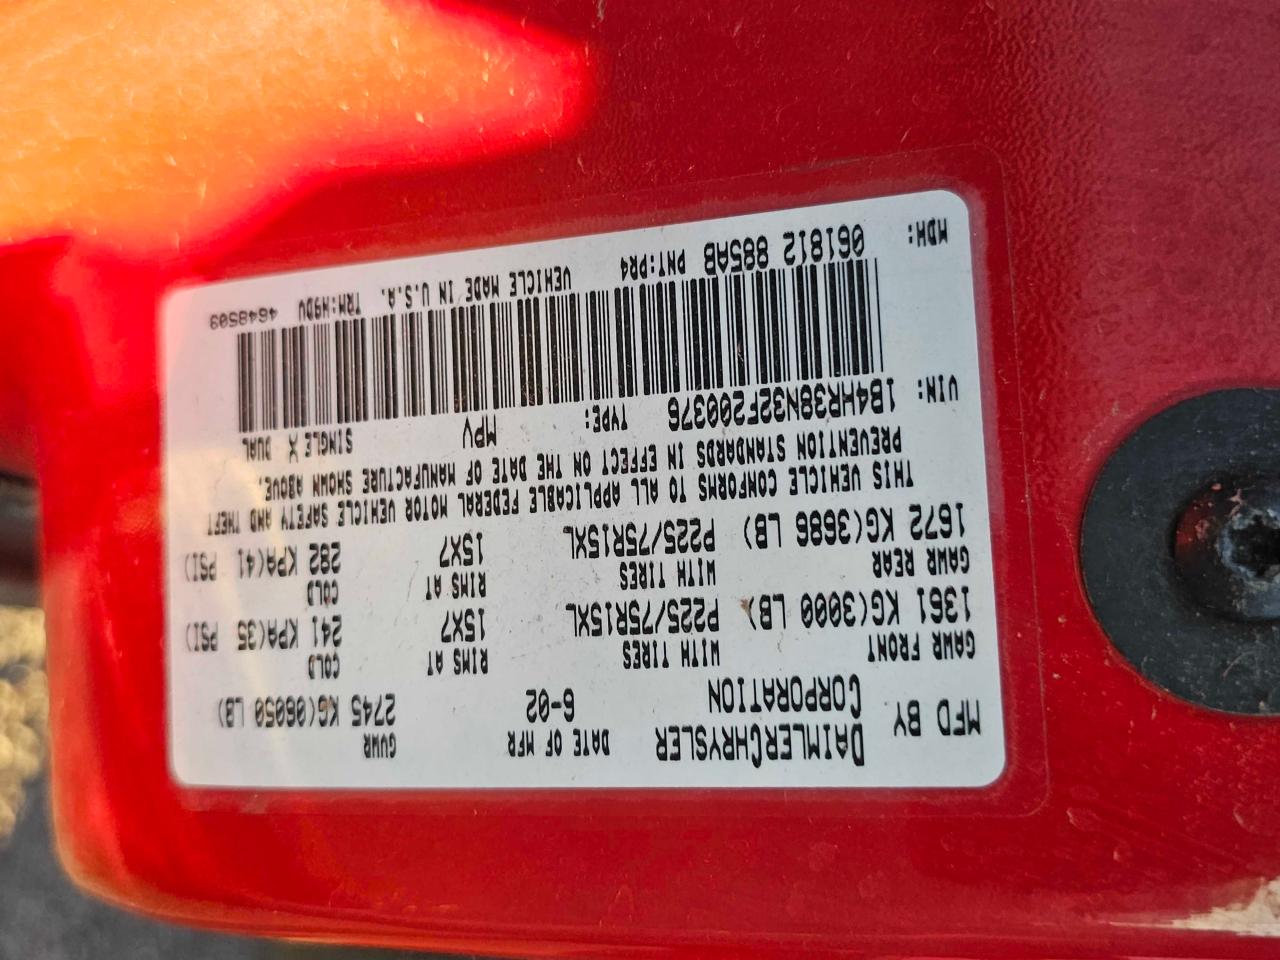 MFD BY DAIMLERCHRYSLER CORPORATION DATE OF MFR 6-02 GVWR 2745 KG(06050 LB)
GAWR FRONT WITH TIRES RIMS AT COLD
1361 KG(3000 LB) P225/75R15XL 15X7 241 KPA(35 PSI)
GAWR REAR WITH TIRES RIMS AT COLD
1672 KG(3686 LB) P225/75R15XL 15X7 282 KPA(41 PSI)
THIS VEHICLE CONFORMS TO ALL APPLICABLE FEDERAL MOTOR VEHICLE SAFETY AND THEFT
PREVENTION STANDARDS IN EFFECT ON THE DATE OF MANUFACTURE SHOWN ABOVE.
VIN: 1B4HR38N32F200376 TYPE: MPV SINGLE X DUAL
MDH: 061812 885AB PNT:PR4 VEHICLE MADE IN U.S.A. TRM:H9DV 4648509